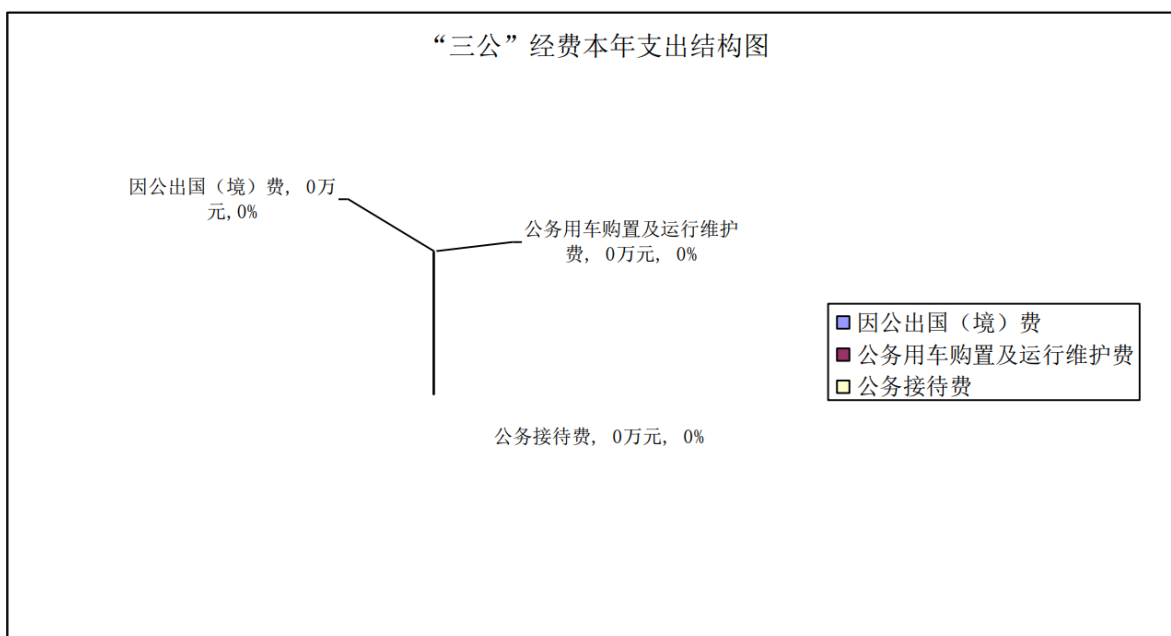 “三公”经费本年支出结构图
因公出国（境）费, 0万
元,0%
公务用车购置及运行维护
费, 0万元, 0%
因公出国（境）费
公务用车购置及运行维护费
公务接待费
公务接待费, 0万元, 0%